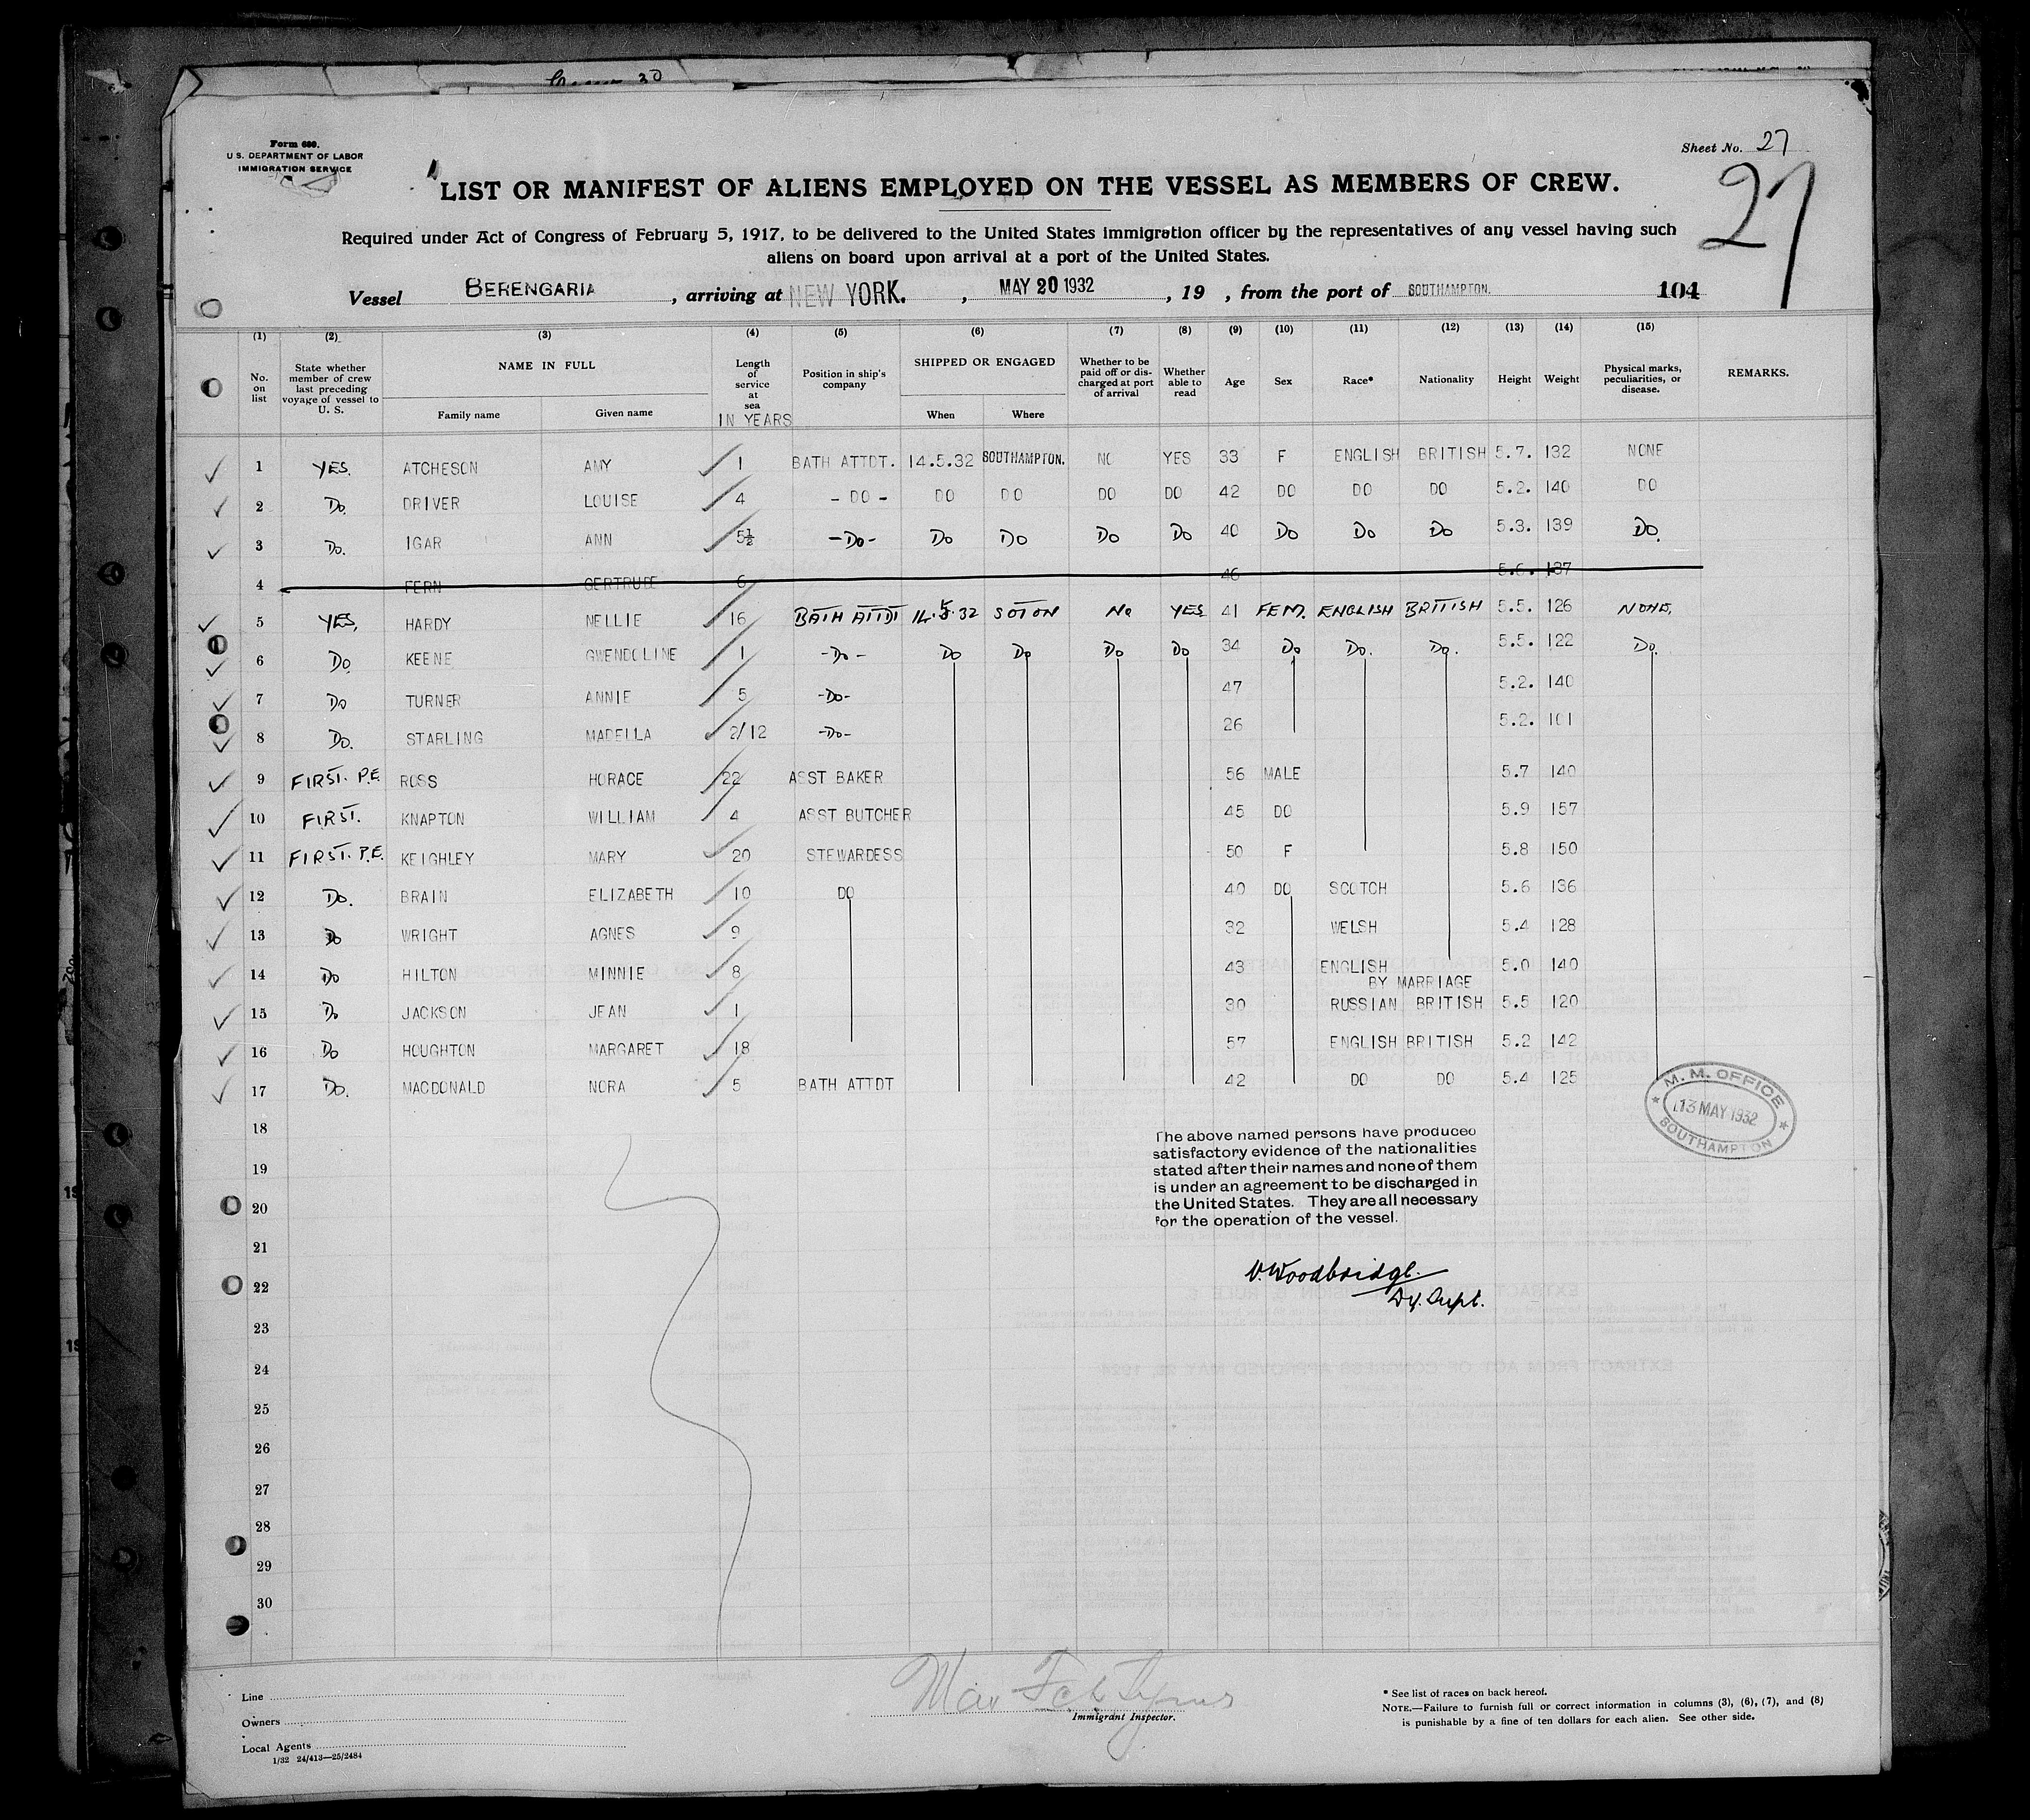 Form 680.
U.S. DEPARTMENT OF LABOR
IMMIGRATION SERVICE
Sheet No. 27
27
LIST OR MANIFEST OF ALIENS EMPLOYED ON THE VESSEL AS MEMBERS OF CREW.
Required under Act of Congress of February 5, 1917, to be delivered to the United States immigration officer by the representatives of any vessel having such
aliens on board upon arrival at a port of the United States.
Vessel BERENGARIA, arriving at NEW YORK., MAY 20 1932, 19 , from the port of SOUTHAMPTON. 104
(1) (2) (3) (4) (5) (6) (7) (8) (9) (10) (11) (12) (13) (14) (15)
No. on list | State whether member of crew last preceding voyage of vessel to U. S. | NAME IN FULL Family name Given name | Length of service at sea IN YEARS | Position in ship's company | SHIPPED OR ENGAGED When Where | Whether to be paid off or discharged at port of arrival | Whether able to read | Age | Sex | Race* | Nationality | Height | Weight | Physical marks, peculiarities, or disease. | REMARKS.
1 YES. ATCHESON AMY 1 BATH ATTDT. 14.5.32 SOUTHAMPTON. NO YES 33 F ENGLISH BRITISH 5.7. 132 NONE
2 Do. DRIVER LOUISE 4 - DO - DO DO DO DO 42 DO DO DO 5.2. 140 DO
3 Do. IGAR ANN 5½ -Do- Do Do Do Do 40 Do Do Do 5.3. 139 Do.
4 FERN GERTRUDE 6 46 5.6. 137
5 YES, HARDY NELLIE 16 BATH ATTDT 14.5.32 SOTON No YES 41 FEM. ENGLISH BRITISH 5.5. 126 NONE.
6 Do KEENE GWENDOLINE 1 -Do- Do Do Do Do 34 Do Do. Do. 5.5. 122 Do.
7 Do TURNER ANNIE 5 -Do- 47 5.2. 140
8 Do. STARLING MADELLA 2/12 -Do- 26 5.2. 101
9 FIRST. P.E. ROSS HORACE 22 ASST BAKER 56 MALE 5.7 140
10 FIRST. KNAPTON WILLIAM 4 ASST BUTCHER 45 DO 5.9 157
11 FIRST. P.E. KEIGHLEY MARY 20 STEWARDESS 50 F 5.8 150
12 Do. BRAIN ELIZABETH 10 DO 40 DO SCOTCH 5.6 136
13 Do WRIGHT AGNES 9 32 WELSH 5.4 128
14 Do HILTON MINNIE 8 43 ENGLISH 5.0 140
BY MARRIAGE
15 Do JACKSON JEAN 1 30 RUSSIAN BRITISH 5.5 120
16 Do HOUGHTON MARGARET 18 57 ENGLISH BRITISH 5.2 142
17 Do. MACDONALD NORA 5 BATH ATTDT 42 DO DO 5.4 125
M. M. OFFICE
13 MAY 1932
SOUTHAMPTON
18
The above named persons have produced
satisfactory evidence of the nationalities
19
stated after their names and none of them
is under an agreement to be discharged in
20
the United States. They are all necessary
for the operation of the vessel.
21
V. Woodbridge.
22
Dy. Supt.
23
24
25
26
27
28
29
30
Line
Owners
Local Agents
1/32 24/413—25/2484
Immigrant Inspector.
* See list of races on back hereof.
NOTE.—Failure to furnish full or correct information in columns (3), (6), (7), and (8)
is punishable by a fine of ten dollars for each alien. See other side.